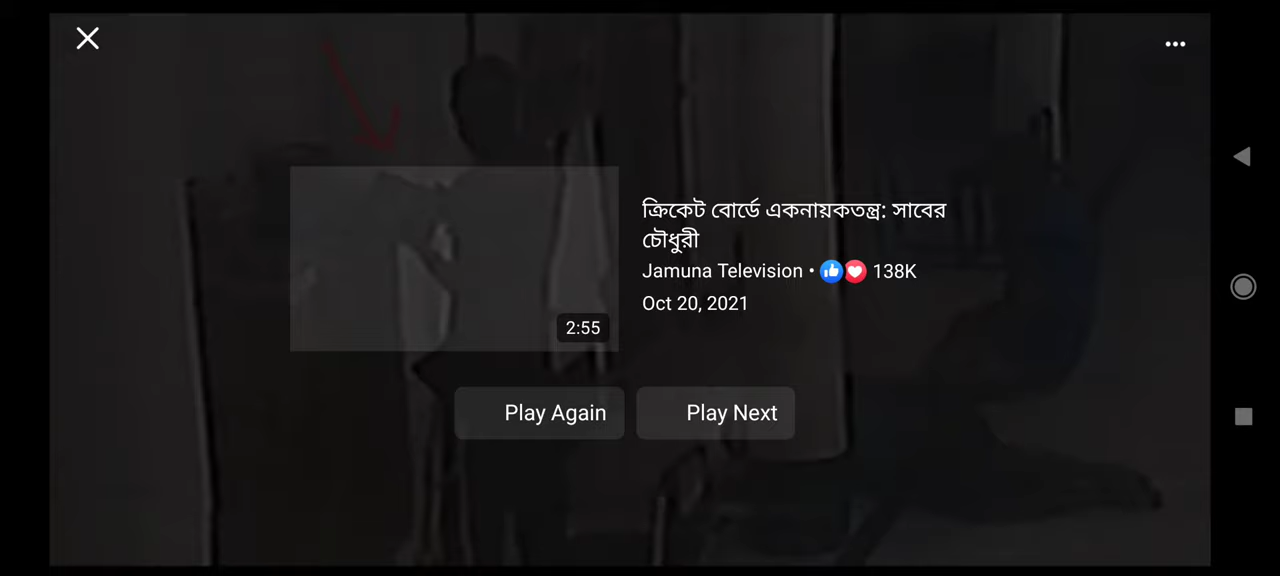 ক্রিকেট বোর্ডে একনায়কতন্ত্র: সাবের
চৌধুরী
Jamuna Television • 138K
Oct 20, 2021
2:55
Play Again
Play Next